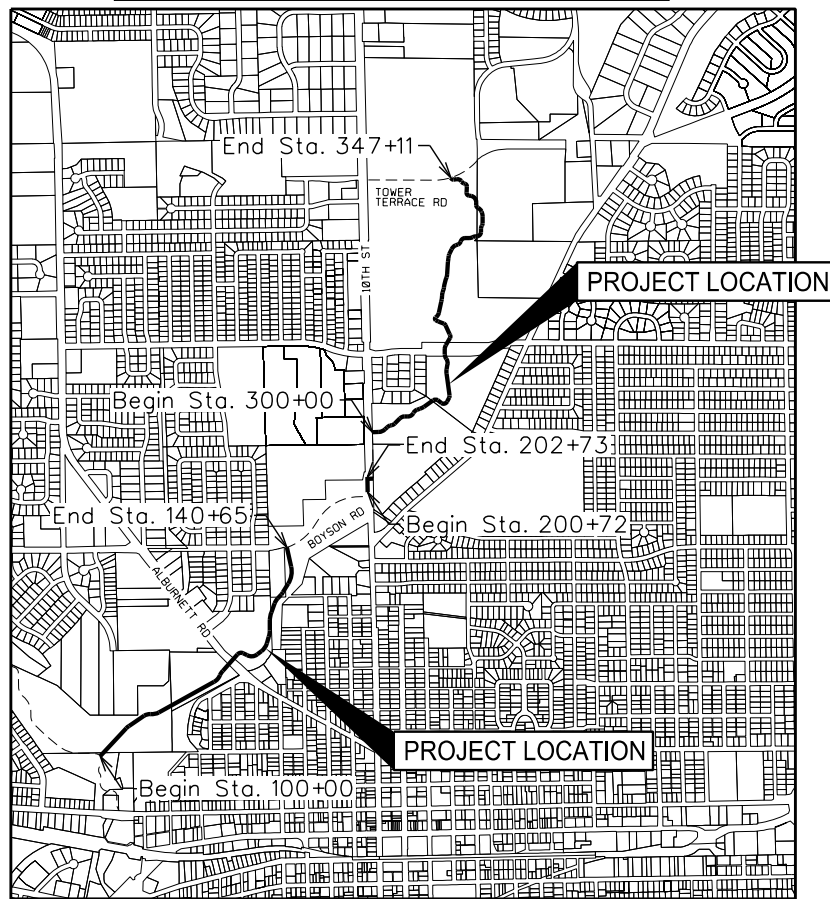 End Sta. 347+11
TOWER
TERRACE RD
10TH ST
PROJECT LOCATION
Begin Sta. 300+00
End Sta. 202+73
End Sta. 140+65
Begin Sta. 200+72
BOYSON RD
ALBURNETT RD
PROJECT LOCATION
Begin Sta. 100+00